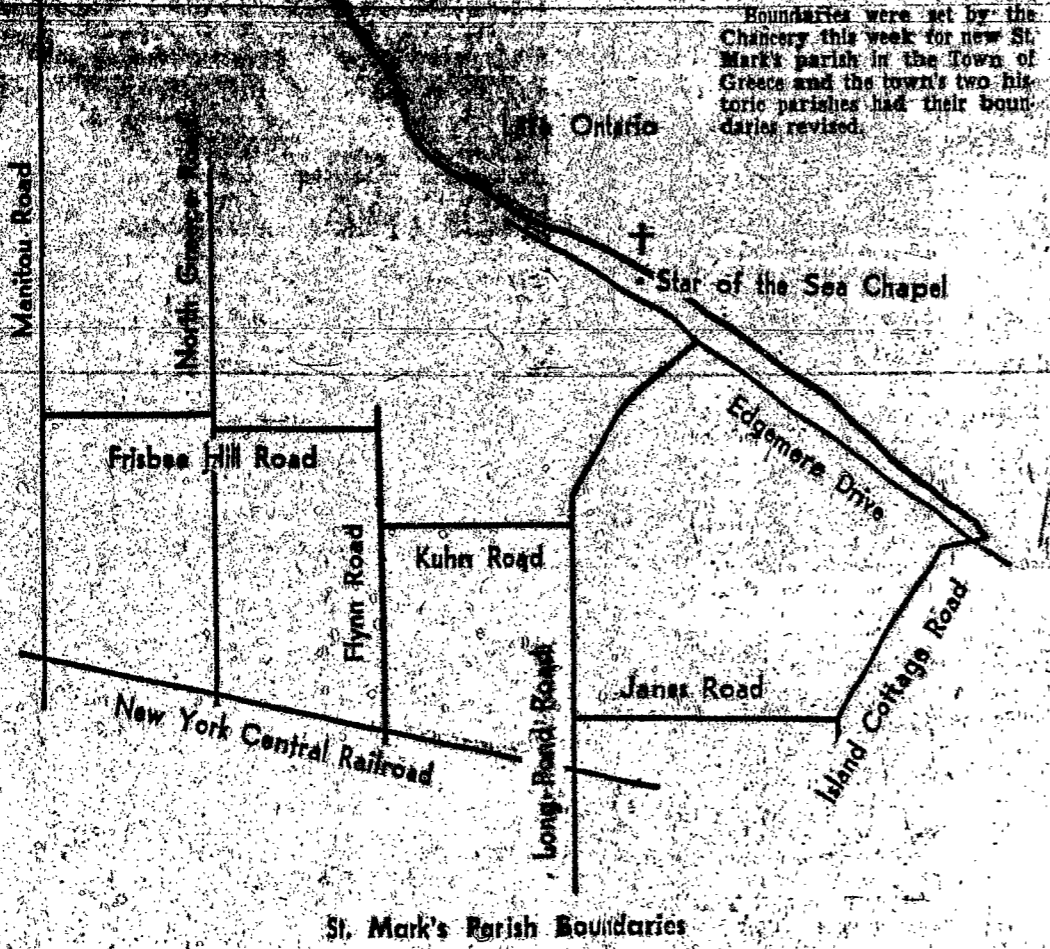 Boundaries were set by the
Chancery this week for new St.
Mark's parish in the Town of
Greece and the town's two his-
toric parishes had their boun-
daries revised.
Lake Ontario
Manitou Road
North Greece Road
Star of the Sea Chapel
Edgemere Drive
Frisbee Hill Road
Flynn Road
Kuhn Road
Long Pond Road
Janes Road
Island Cottage Road
New York Central Railroad
St. Mark's Parish Boundaries